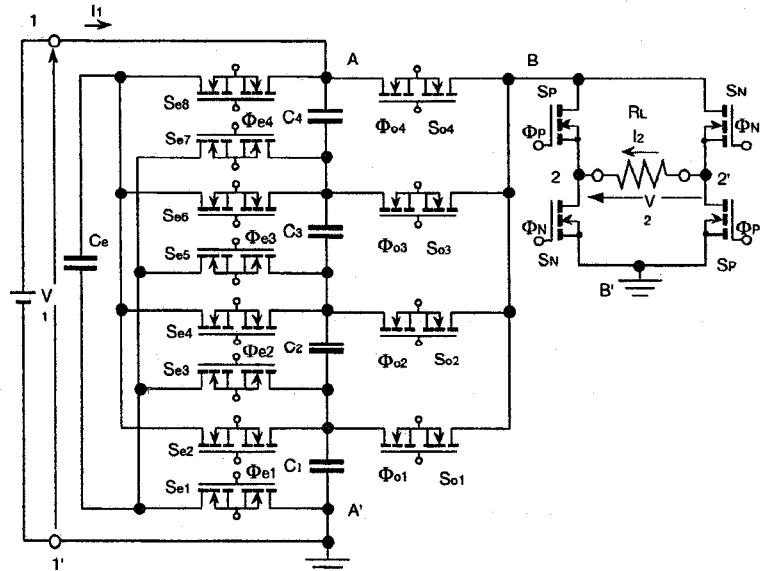 1
I1
A
B
Se8
Φe4
C4
Φo4
So4
SP
SN
ΦP
RL
ΦN
I2
Se7
2
2'
V
2
Se6
Φe3
C3
Φo3
So3
ΦN
SN
ΦP
SP
Ce
Se5
B'
V
1
Se4
Φe2
C2
Φo2
So2
Se3
Se2
Φe1
C1
Φo1
So1
Se1
A'
1'